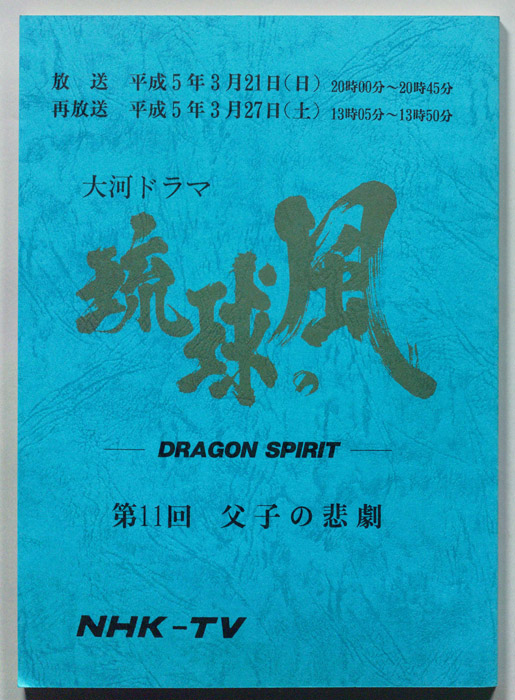 放 送 平成5年3月21日(日) 20時00分～20時45分
再放送 平成5年3月27日(土) 13時05分～13時50分
大河ドラマ
琉球の風
DRAGON SPIRIT
第11回 父子の悲劇
NHK-TV